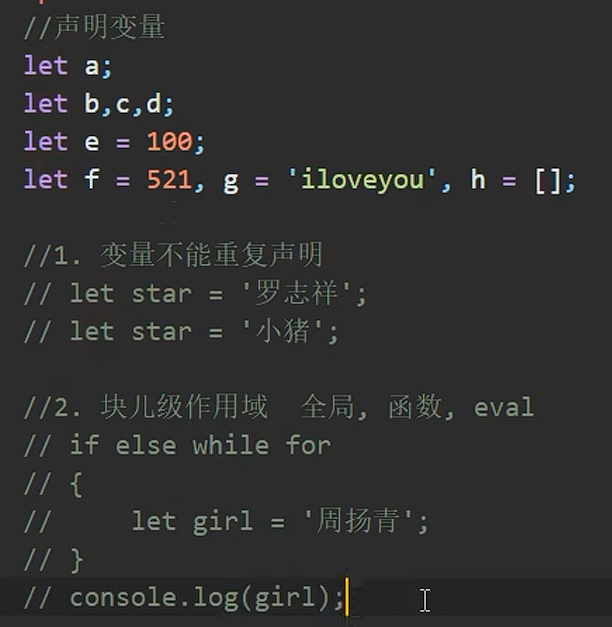 //声明变量
let a;
let b,c,d;
let e = 100;
let f = 521, g = 'iloveyou', h = [];
//1. 变量不能重复声明
// let star = '罗志祥';
// let star = '小猪';
//2. 块儿级作用域  全局, 函数, eval
// if else while for
// {
//     let girl = '周扬青';
// }
// console.log(girl);